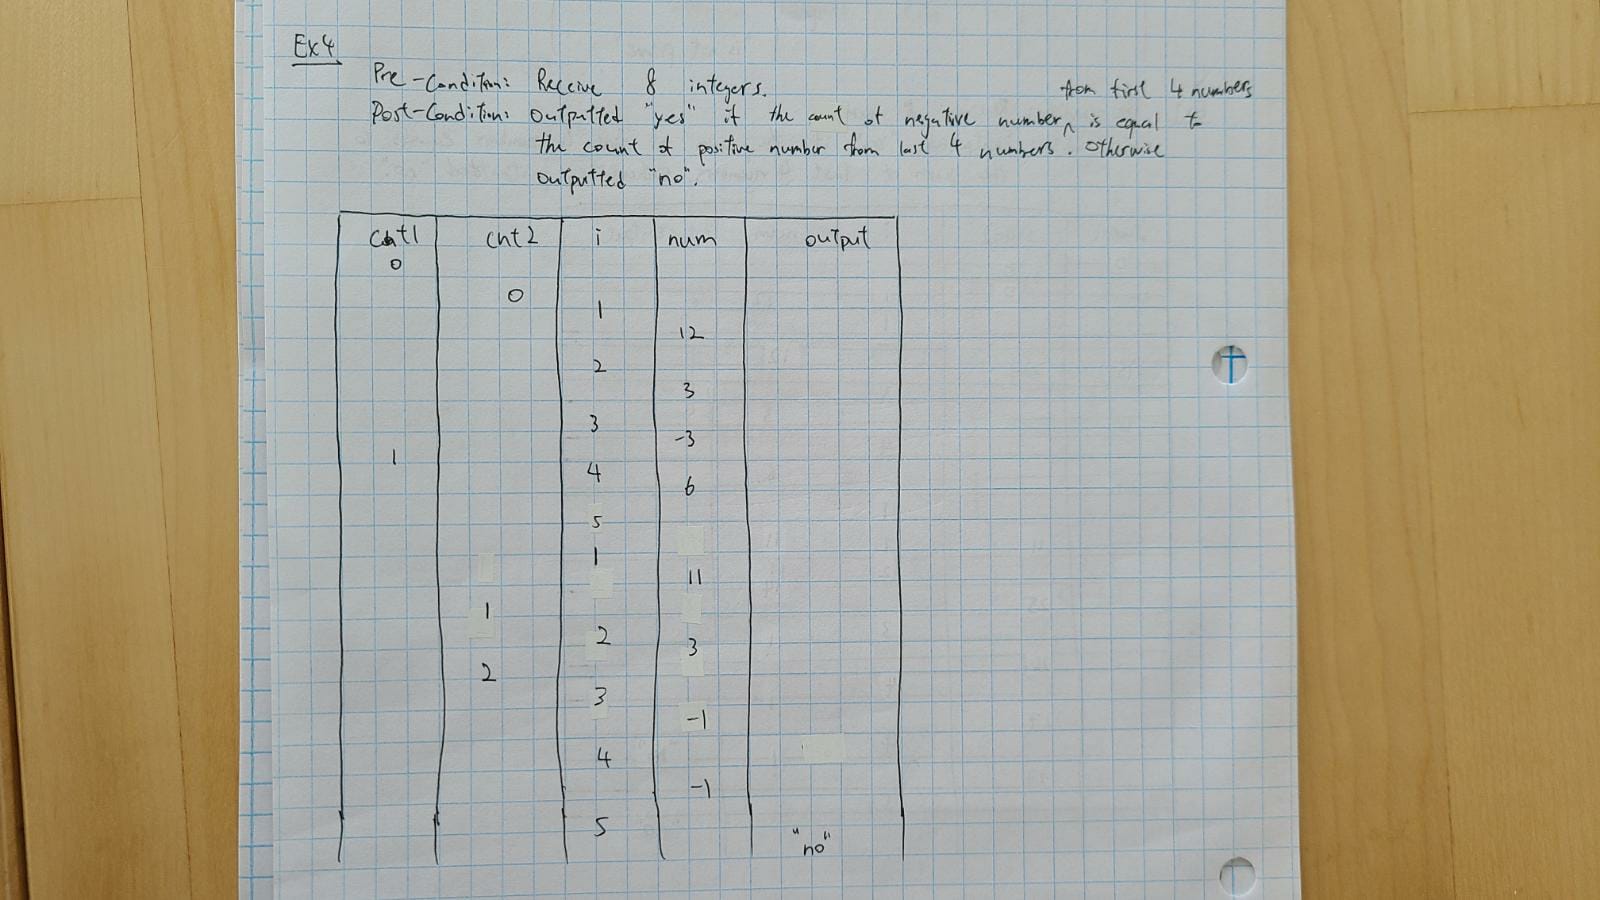 Ex4
Pre-Condition: Receive 8 integers.
from first 4 numbers
Post-Condition: Outputted "yes" if the count of negative number ^ is equal to
the count of positive number from last 4 numbers. Otherwise
outputted "no".
cnt1 cnt2 i num output
0
0
1
12
2
3
3
-3
1
4
6
5
1
11
1
2
3
2
3
-1
4
-1
5
"no"